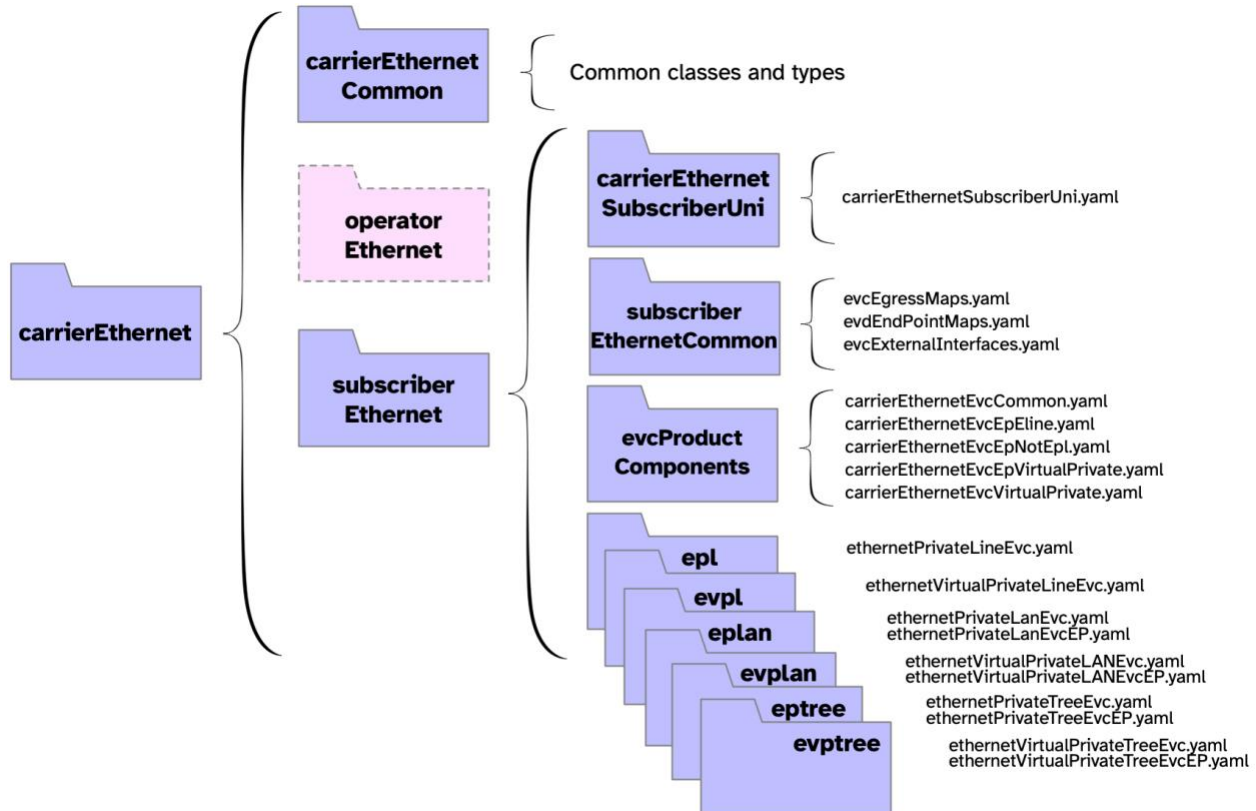 carrierEthernet
carrierEthernet
Common
Common classes and types
operator
Ethernet
subscriber
Ethernet
carrierEthernet
SubscriberUni
carrierEthernetSubscriberUni.yaml
subscriber
EthernetCommon
evcEgressMaps.yaml
evdEndPointMaps.yaml
evcExternalInterfaces.yaml
evcProduct
Components
carrierEthernetEvcCommon.yaml
carrierEthernetEvcEpEline.yaml
carrierEthernetEvcEpNotEpl.yaml
carrierEthernetEvcEpVirtualPrivate.yaml
carrierEthernetEvcVirtualPrivate.yaml
epl
ethernetPrivateLineEvc.yaml
evpl
ethernetVirtualPrivateLineEvc.yaml
eplan
ethernetPrivateLanEvc.yaml
ethernetPrivateLanEvcEP.yaml
evplan
ethernetVirtualPrivateLANEvc.yaml
ethernetVirtualPrivateLANEvcEP.yaml
eptree
ethernetPrivateTreeEvc.yaml
ethernetPrivateTreeEvcEP.yaml
evptree
ethernetVirtualPrivateTreeEvc.yaml
ethernetVirtualPrivateTreeEvcEP.yaml